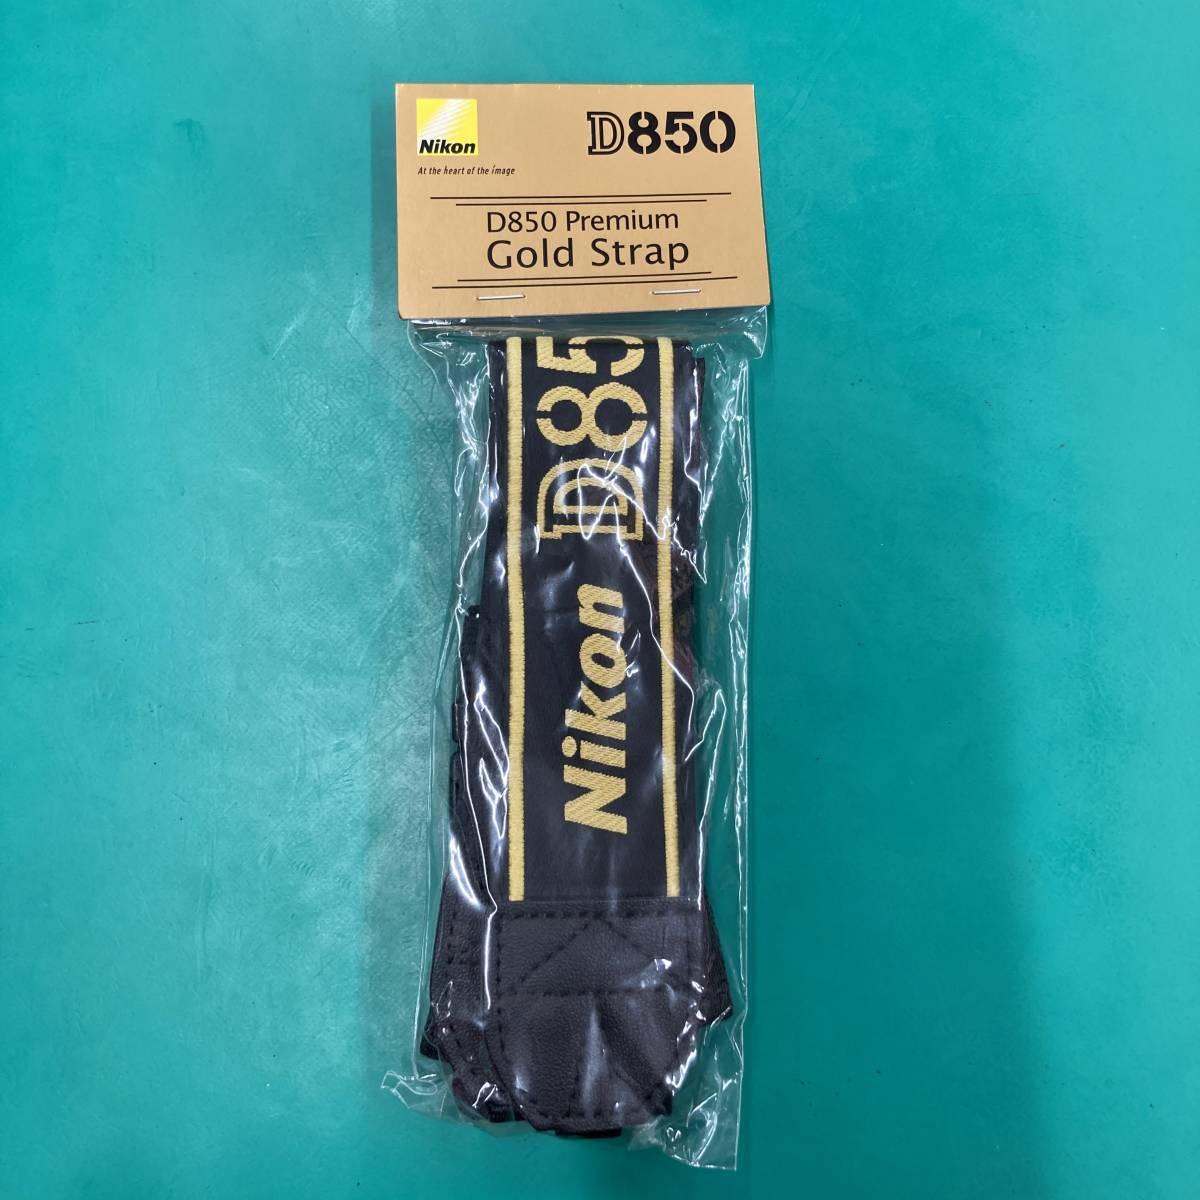 Nikon
At the heart of the image
D850
D850 Premium
Gold Strap
Nikon D85